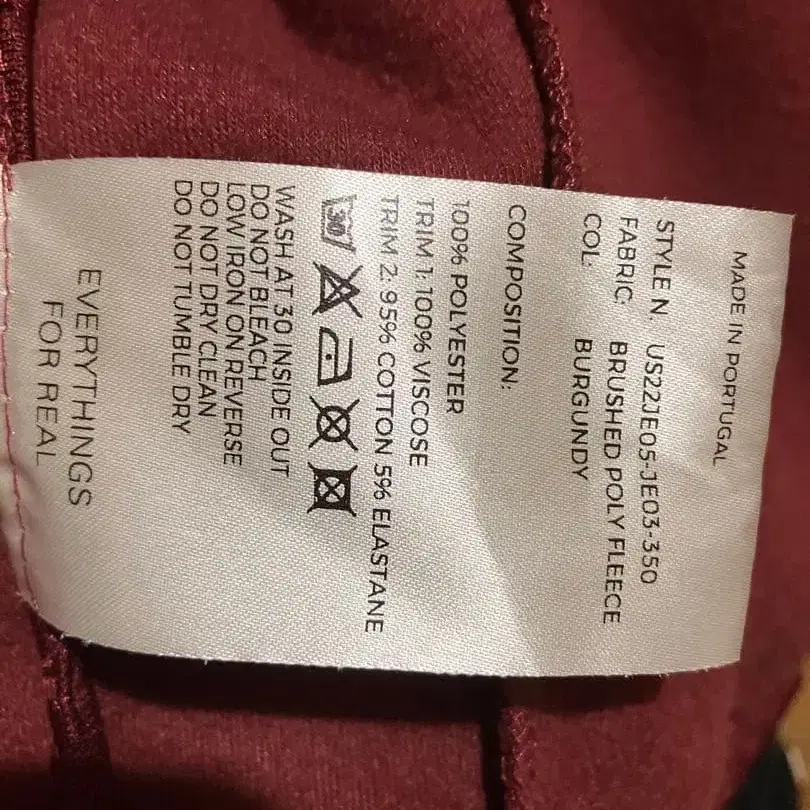 MADE IN PORTUGAL
STYLE N. US22JE05-JE03-350
FABRIC: BRUSHED POLY FLEECE
COL: BURGUNDY
COMPOSITION:
100% POLYESTER
TRIM 1: 100% VISCOSE
TRIM 2: 95% COTTON 5% ELASTANE
30
WASH AT 30 INSIDE OUT
DO NOT BLEACH
LOW IRON ON REVERSE
DO NOT DRY CLEAN
DO NOT TUMBLE DRY
EVERYTHINGS
FOR REAL